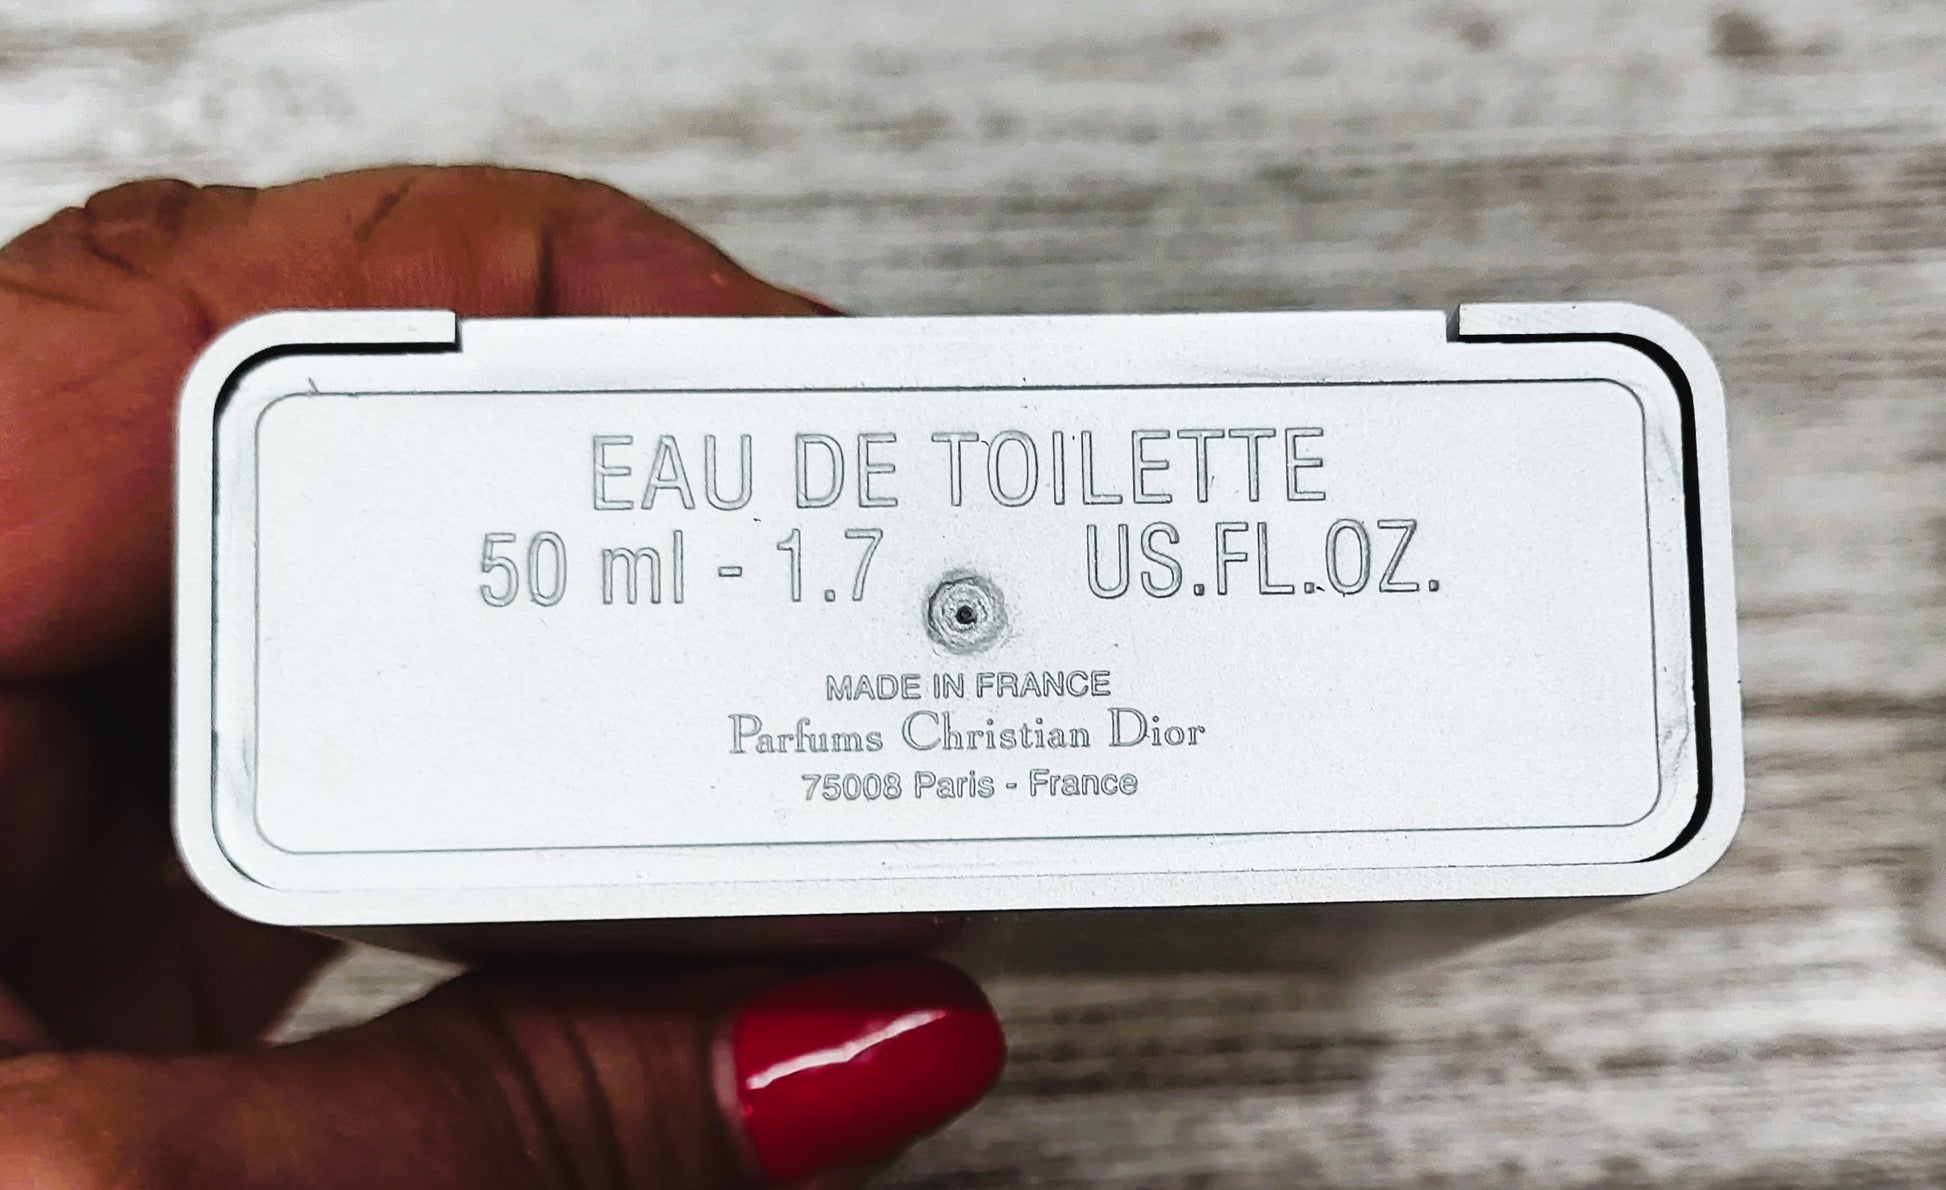 EAU DE TOILETTE
50 ml - 1.7 US.FL.OZ.
MADE IN FRANCE
Parfums Christian Dior
75008 Paris - France